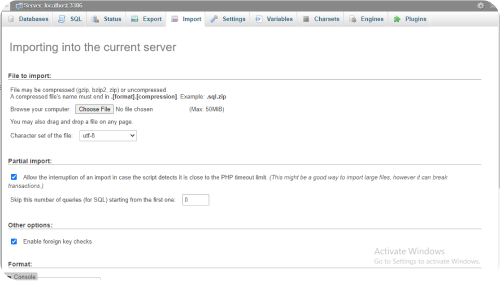 Server: localhost:3306
Databases SQL Status Export Import Settings Variables Charsets Engines Plugins
Importing into the current server
File to import:
File may be compressed (gzip, bzip2, zip) or uncompressed.
A compressed file's name must end in .[format].[compression]. Example: .sql.zip
Browse your computer: Choose File No file chosen (Max: 50MiB)
You may also drag and drop a file on any page.
Character set of the file: utf-8
Partial import:
Allow the interruption of an import in case the script detects it is close to the PHP timeout limit. (This might be a good way to import large files, however it can break
transactions.)
Skip this number of queries (for SQL) starting from the first one: 0
Other options:
Enable foreign key checks
Activate Windows
Go to Settings to activate Windows.
Format:
Console